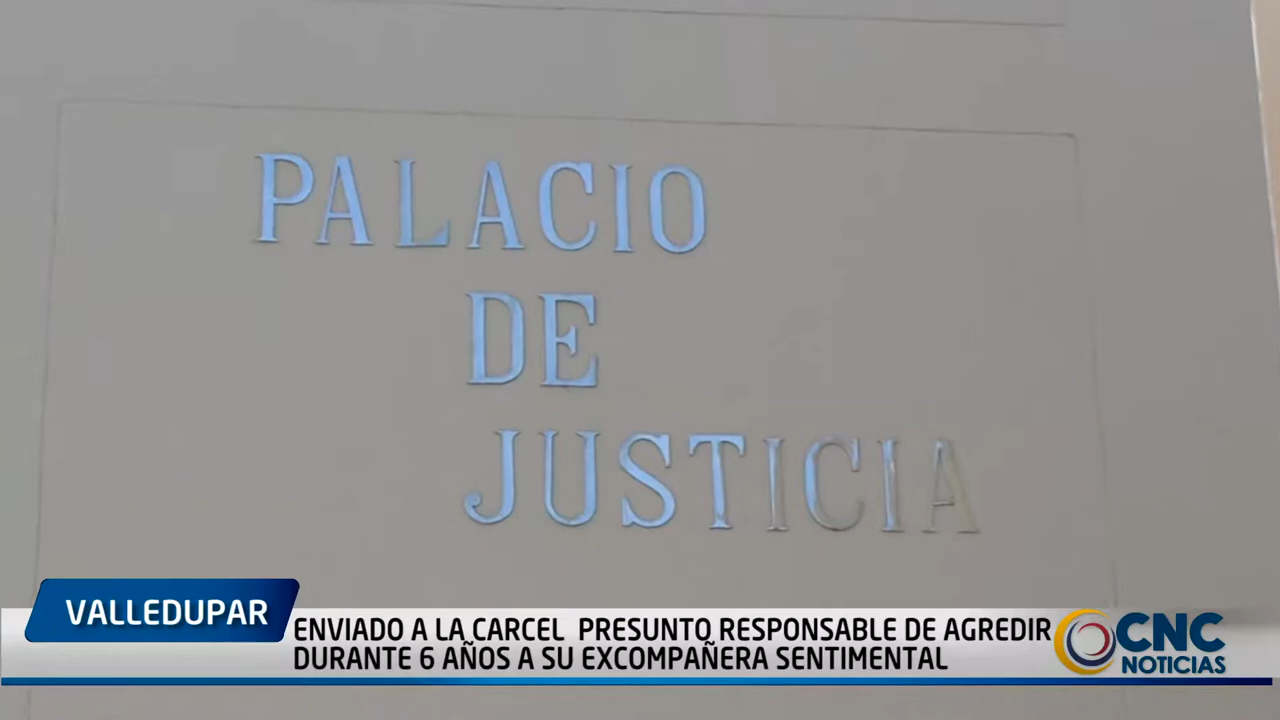 PALACIO
DE
JUSTICIA
VALLEDUPAR
ENVIADO A LA CARCEL PRESUNTO RESPONSABLE DE AGREDIR
DURANTE 6 AÑOS A SU EXCOMPAÑERA SENTIMENTAL
CNC
NOTICIAS